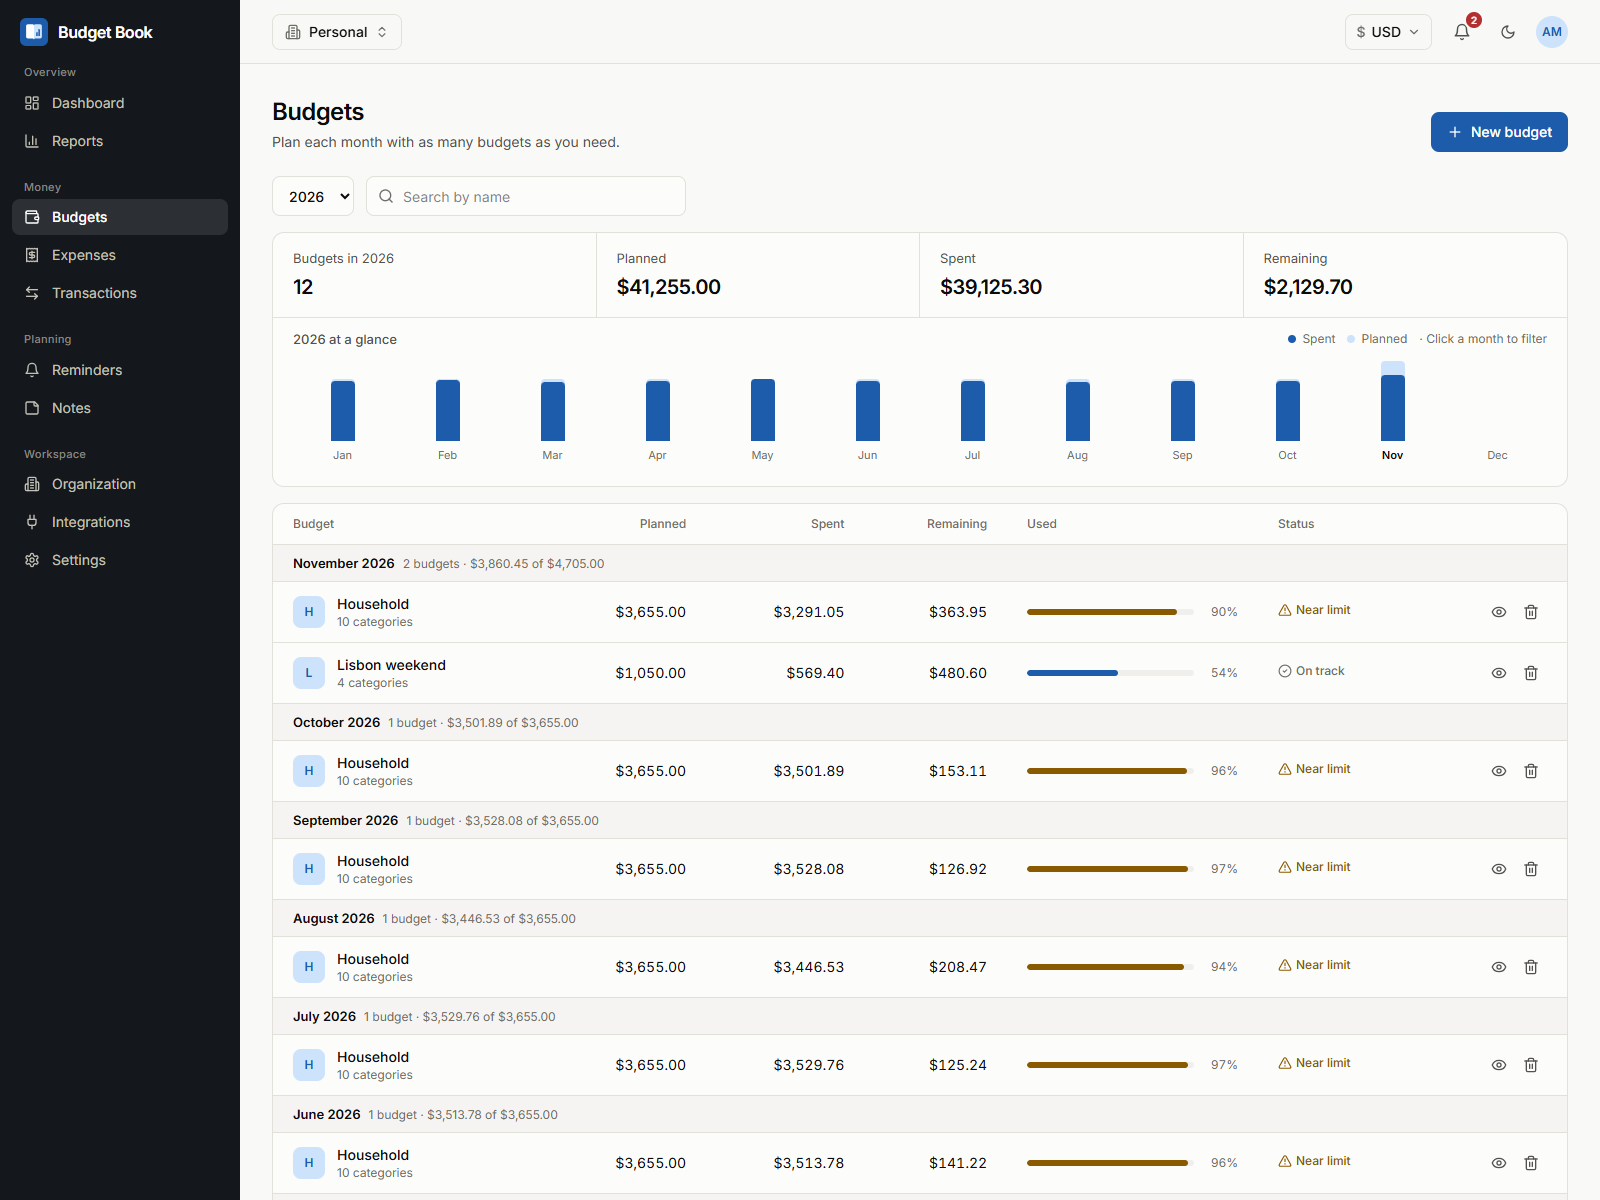 Budget Book
Overview
Dashboard
Reports
Money
Budgets
Expenses
Transactions
Planning
Reminders
Notes
Workspace
Organization
Integrations
Settings
Personal
$ USD
2
AM
Budgets
Plan each month with as many budgets as you need.
New budget
2026
Search by name
Budgets in 2026
12
Planned
$41,255.00
Spent
$39,125.30
Remaining
$2,129.70
2026 at a glance
Spent Planned · Click a month to filter
Jan Feb Mar Apr May Jun Jul Aug Sep Oct Nov Dec
Budget Planned Spent Remaining Used Status
November 2026 2 budgets · $3,860.45 of $4,705.00
H Household $3,655.00 $3,291.05 $363.95 90% Near limit
10 categories
L Lisbon weekend $1,050.00 $569.40 $480.60 54% On track
4 categories
October 2026 1 budget · $3,501.89 of $3,655.00
H Household $3,655.00 $3,501.89 $153.11 96% Near limit
10 categories
September 2026 1 budget · $3,528.08 of $3,655.00
H Household $3,655.00 $3,528.08 $126.92 97% Near limit
10 categories
August 2026 1 budget · $3,446.53 of $3,655.00
H Household $3,655.00 $3,446.53 $208.47 94% Near limit
10 categories
July 2026 1 budget · $3,529.76 of $3,655.00
H Household $3,655.00 $3,529.76 $125.24 97% Near limit
10 categories
June 2026 1 budget · $3,513.78 of $3,655.00
H Household $3,655.00 $3,513.78 $141.22 96% Near limit
10 categories